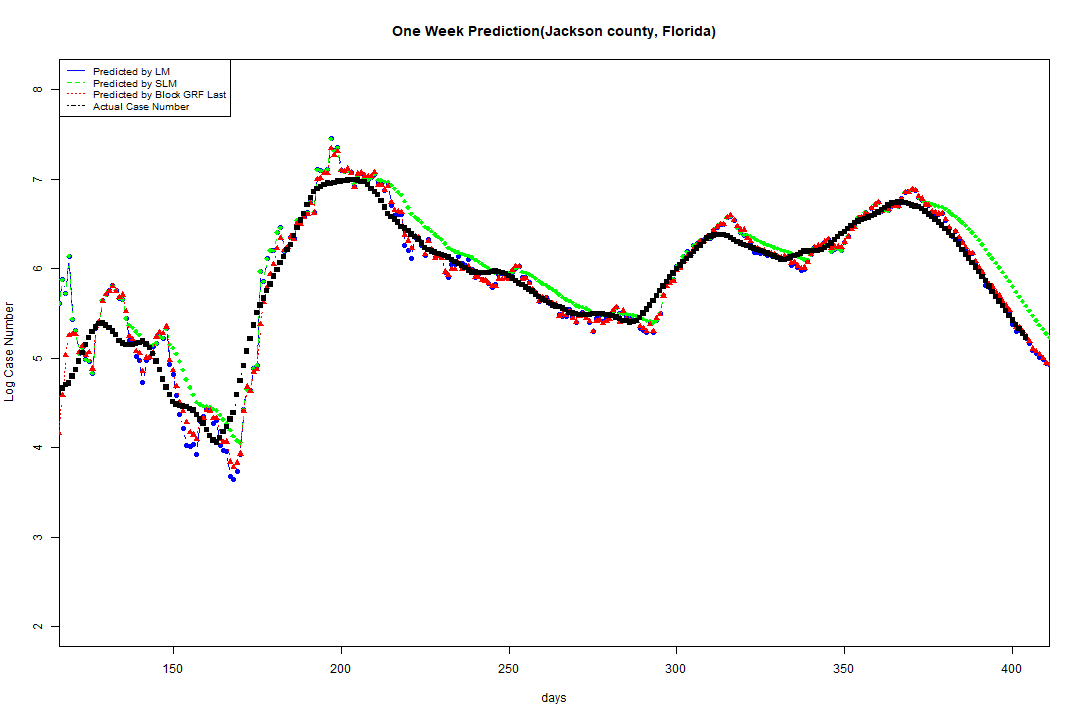 One Week Prediction(Jackson county, Florida)
Predicted by LM
Predicted by SLM
Predicted by Block GRF Last
Actual Case Number
8
7
6
5
4
3
2
Log Case Number
150 200 250 300 350 400
days